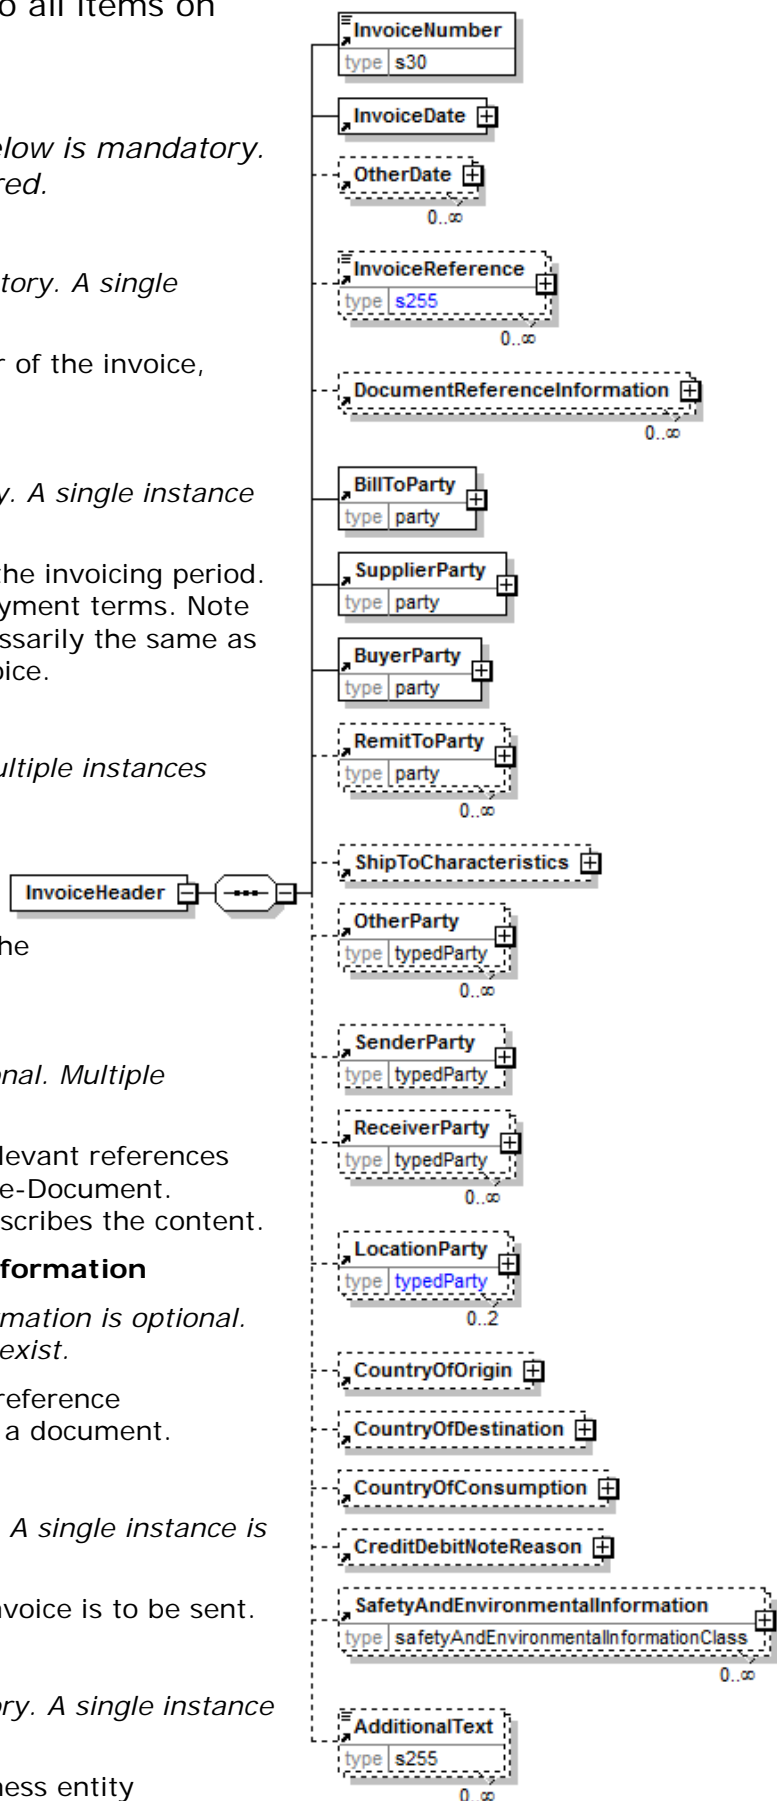 o all items on
elow is mandatory.
red.
tory. A single
r of the invoice,
y. A single instance
the invoicing period.
yment terms. Note
ssarily the same as
oice.
ultiple instances
he
nal. Multiple
levant references
e-Document.
scribes the content.
formation
rmation is optional.
exist.
reference
a document.
A single instance is
nvoice is to be sent.
ory. A single instance
ness entity
InvoiceHeader
InvoiceNumber
type s30
InvoiceDate
OtherDate
0..∞
InvoiceReference
type s255
0..∞
DocumentReferenceInformation
0..∞
BillToParty
type party
SupplierParty
type party
BuyerParty
type party
RemitToParty
type party
0..∞
ShipToCharacteristics
OtherParty
type typedParty
0..∞
SenderParty
type typedParty
ReceiverParty
type typedParty
0..∞
LocationParty
type typedParty
0..2
CountryOfOrigin
CountryOfDestination
CountryOfConsumption
CreditDebitNoteReason
SafetyAndEnvironmentalInformation
type safetyAndEnvironmentalInformationClass
0..∞
AdditionalText
type s255
0..∞